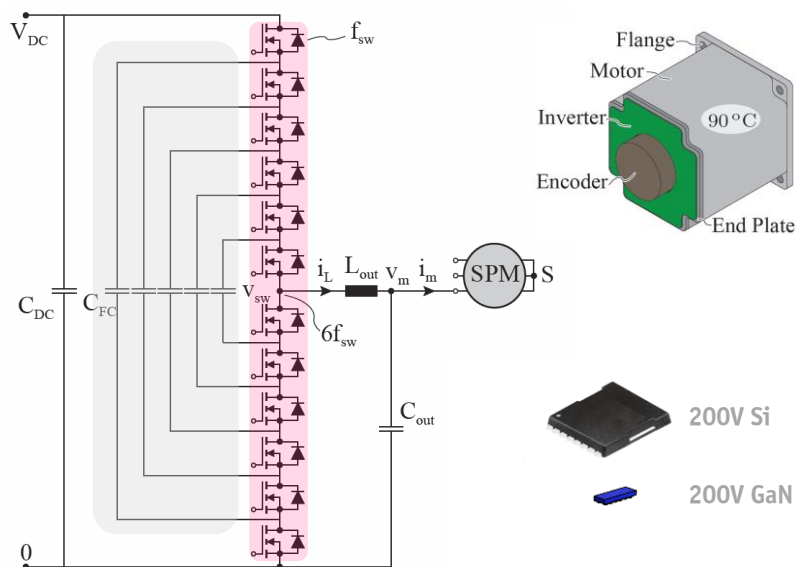 V_DC
f_sw
Flange
Motor
Inverter
90 °C
Encoder
End Plate
C_DC
C_FC
v_sw
i_L
L_out
v_m
i_m
SPM
S
6f_sw
C_out
200V Si
200V GaN
0